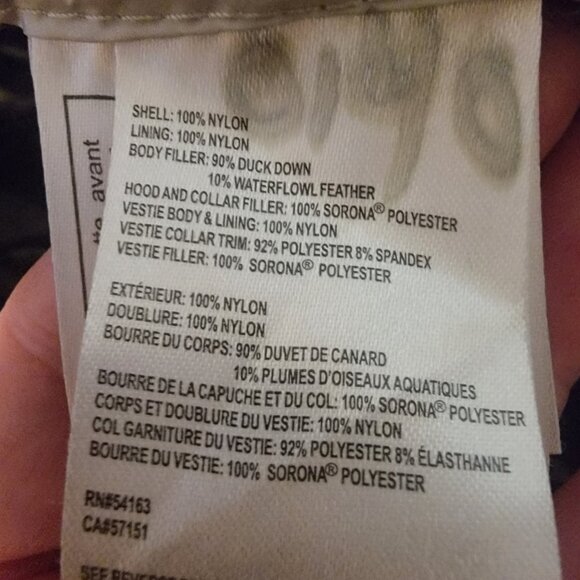 SHELL: 100% NYLON
LINING: 100% NYLON
BODY FILLER: 90% DUCK DOWN
10% WATERFLOWL FEATHER
HOOD AND COLLAR FILLER: 100% SORONA® POLYESTER
VESTIE BODY & LINING: 100% NYLON
VESTIE COLLAR TRIM: 92% POLYESTER 8% SPANDEX
VESTIE FILLER: 100% SORONA® POLYESTER
EXTÉRIEUR: 100% NYLON
DOUBLURE: 100% NYLON
BOURRE DU CORPS: 90% DUVET DE CANARD
10% PLUMES D'OISEAUX AQUATIQUES
BOURRE DE LA CAPUCHE ET DU COL: 100% SORONA® POLYESTER
CORPS ET DOUBLURE DU VESTIE: 100% NYLON
COL GARNITURE DU VESTIE: 92% POLYESTER 8% ÉLASTHANNE
BOURRE DU VESTIE: 100% SORONA® POLYESTER
RN#54163
CA#57151
SEE REVERSE
avant